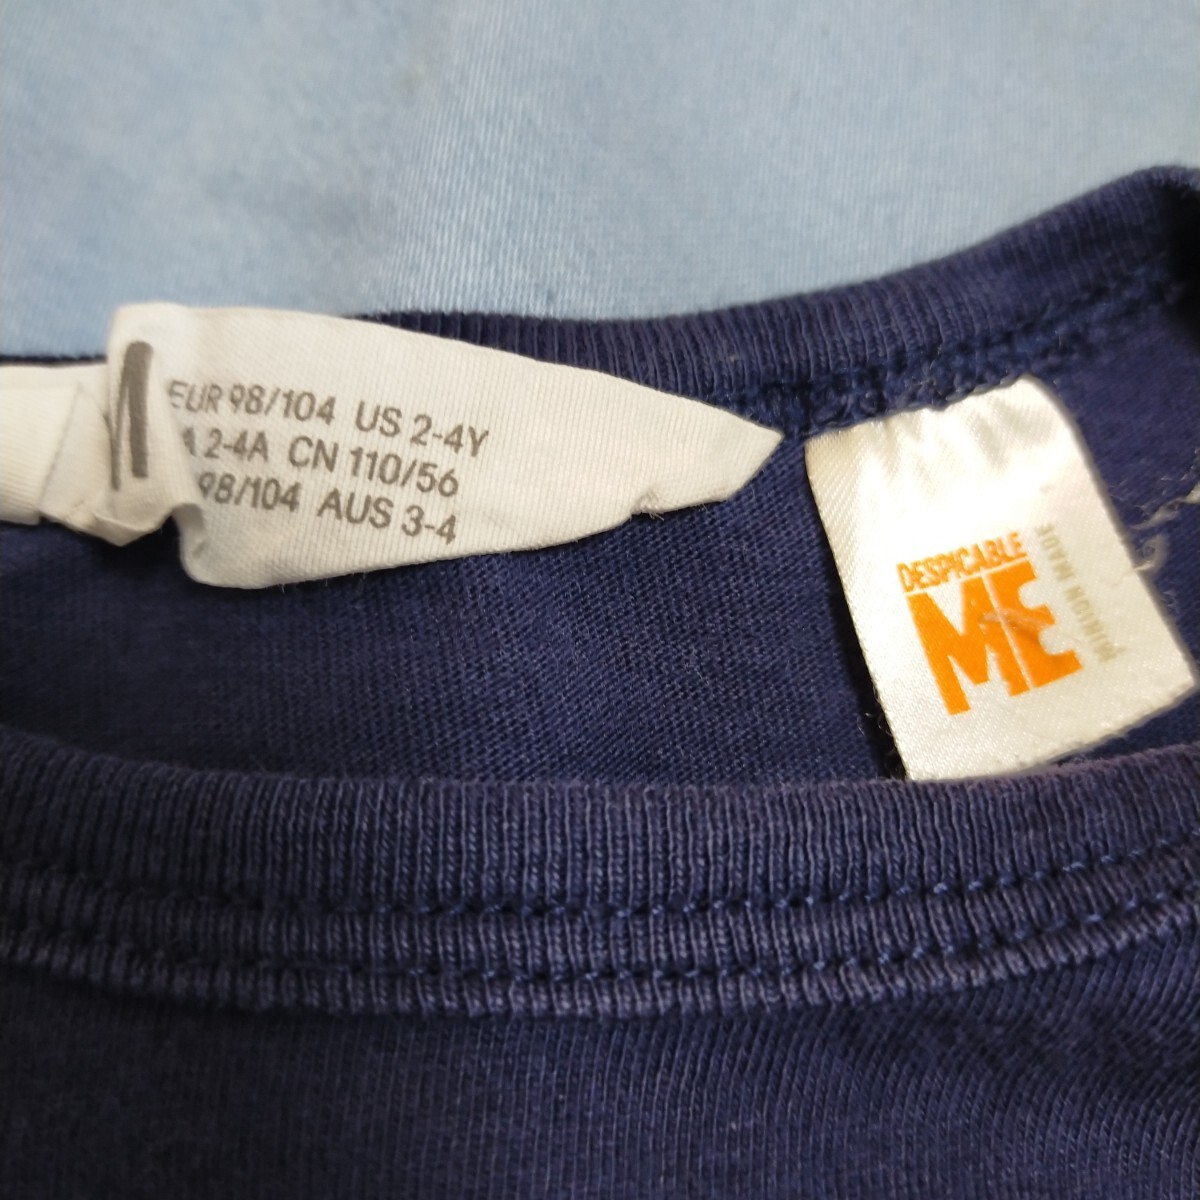 EUR 98/104 US 2-4Y
A 2-4A CN 110/56
98/104 AUS 3-4
DESPICABLE
ME
MINION MADE